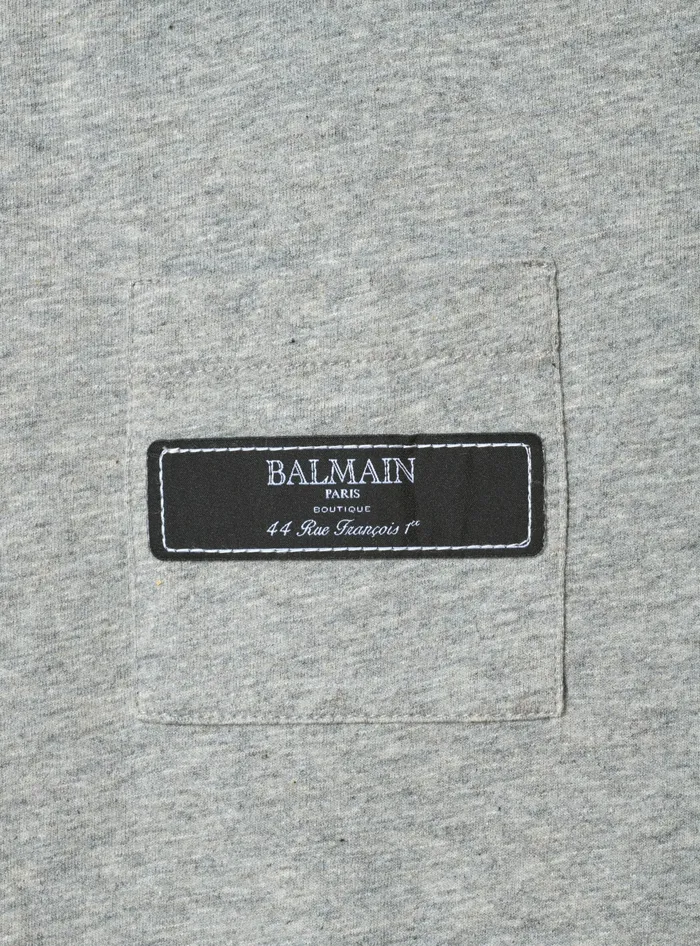 BALMAIN
PARIS
BOUTIQUE
44 Rue François 1er